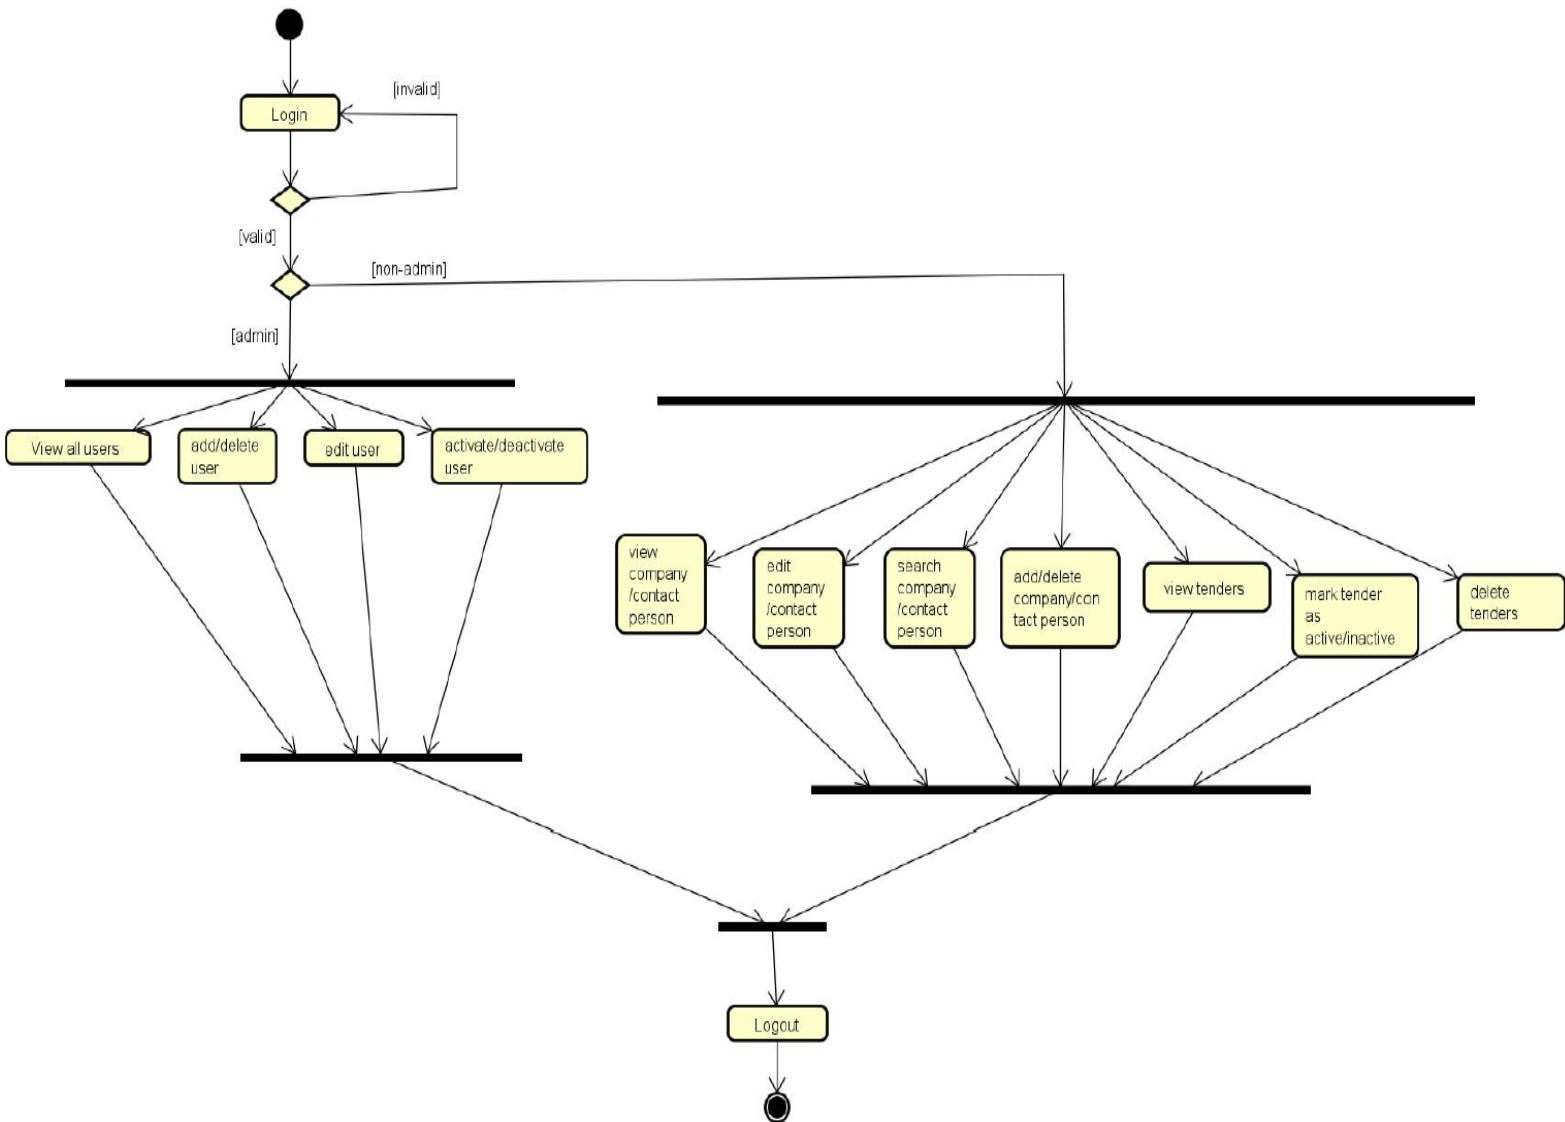 [invalid]
Login
[valid]
[non-admin]
[admin]
View all users
add/delete
user
edit user
activate/deactivate
user
view
company
/contact
person
edit
company
/contact
person
search
company
/contact
person
add/delete
company/con
tact person
view tenders
mark tender
as
active/inactive
delete
tenders
Logout